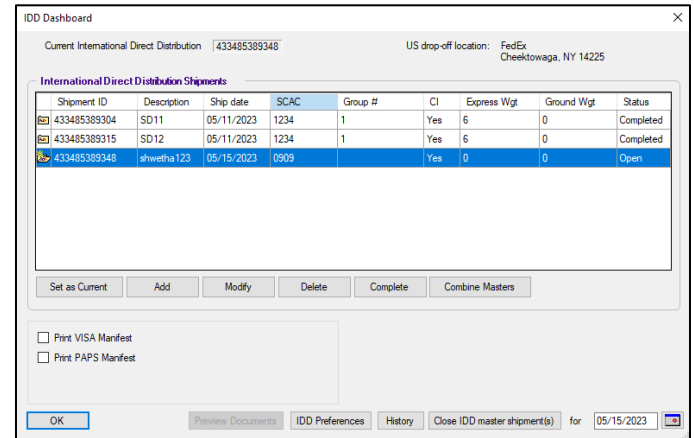 IDD Dashboard
Current International Direct Distribution 433485389348 US drop-off location: FedEx
Cheektowaga, NY 14225
International Direct Distribution Shipments
Shipment ID Description Ship date SCAC Group # CI Express Wgt Ground Wgt Status
433485389304 SD11 05/11/2023 1234 1 Yes 6 0 Completed
433485389315 SD12 05/11/2023 1234 1 Yes 6 0 Completed
433485389348 shwetha123 05/15/2023 0909 Yes 0 0 Open
Set as Current Add Modify Delete Complete Combine Masters
Print VISA Manifest
Print PAPS Manifest
OK Preview Documents IDD Preferences History Close IDD master shipment(s) for 05/15/2023